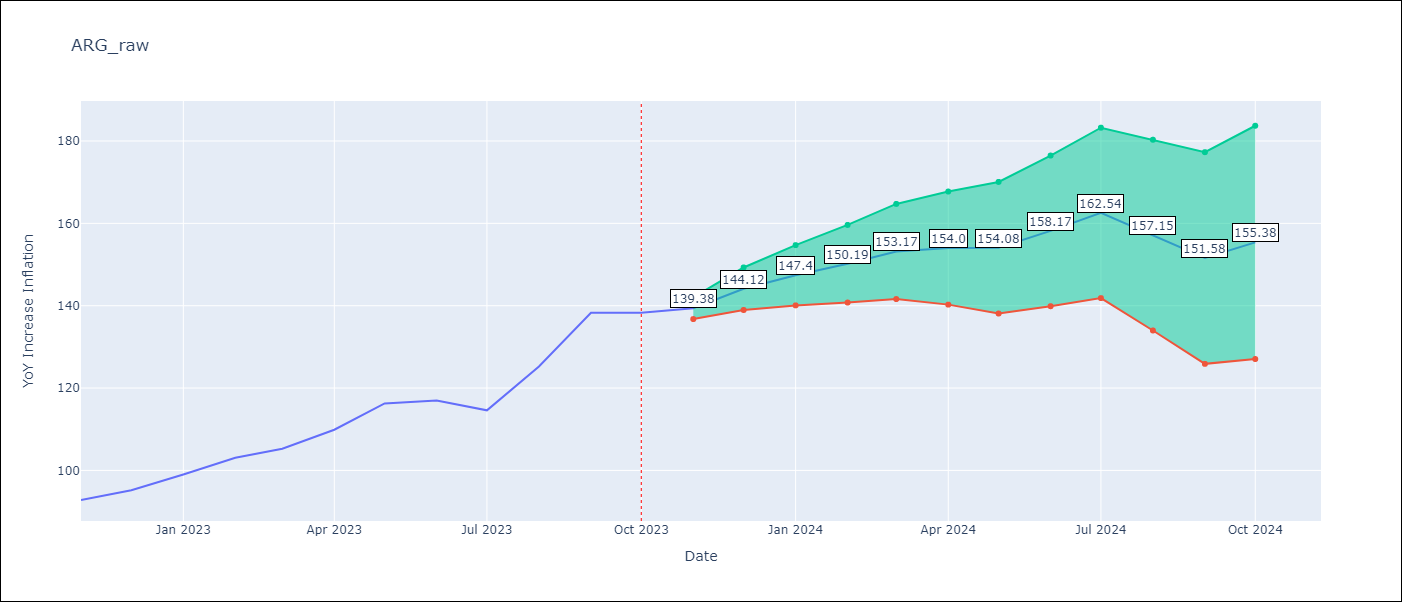 ARG_raw
YoY Increase Inflation
180
160
140
120
100
139.38
144.12
147.4
150.19
153.17
154.0
154.08
158.17
162.54
157.15
151.58
155.38
Jan 2023
Apr 2023
Jul 2023
Oct 2023
Jan 2024
Apr 2024
Jul 2024
Oct 2024
Date